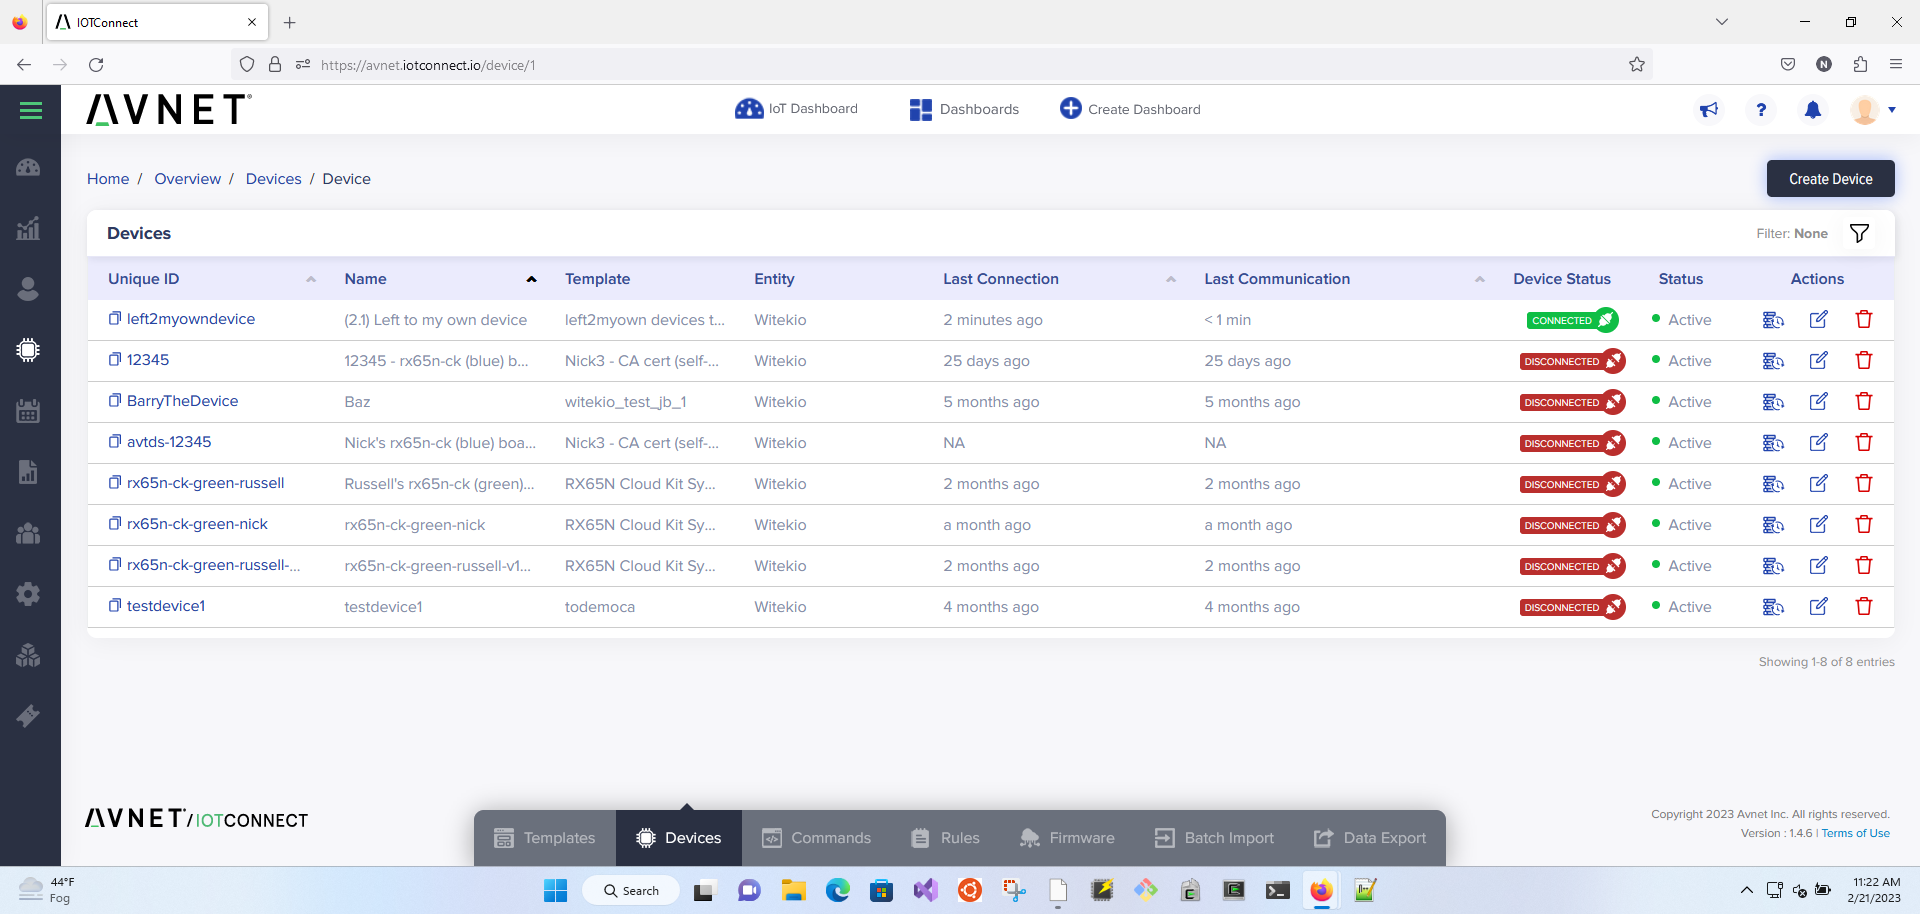 IOTConnect
https://avnet.iotconnect.io/device/1
N
AVNET®
IoT Dashboard
Dashboards
Create Dashboard
?
Home / Overview / Devices / Device
Create Device
Devices
Filter: None
Unique ID Name Template Entity Last Connection Last Communication Device Status Status Actions
left2myowndevice (2.1) Left to my own device left2myown devices t... Witekio 2 minutes ago < 1 min CONNECTED Active
12345 12345 - rx65n-ck (blue) b... Nick3 - CA cert (self-... Witekio 25 days ago 25 days ago DISCONNECTED Active
BarryTheDevice Baz witekio_test_jb_1 Witekio 5 months ago 5 months ago DISCONNECTED Active
avtds-12345 Nick's rx65n-ck (blue) boa... Nick3 - CA cert (self-... Witekio NA NA DISCONNECTED Active
rx65n-ck-green-russell Russell's rx65n-ck (green)... RX65N Cloud Kit Sy... Witekio 2 months ago 2 months ago DISCONNECTED Active
rx65n-ck-green-nick rx65n-ck-green-nick RX65N Cloud Kit Sy... Witekio a month ago a month ago DISCONNECTED Active
rx65n-ck-green-russell-... rx65n-ck-green-russell-v1... RX65N Cloud Kit Sy... Witekio 2 months ago 2 months ago DISCONNECTED Active
testdevice1 testdevice1 todemoca Witekio 4 months ago 4 months ago DISCONNECTED Active
Showing 1-8 of 8 entries
AVNET®/IOTCONNECT
Templates Devices Commands Rules Firmware Batch Import Data Export
Copyright 2023 Avnet Inc. All rights reserved.
Version : 1.4.6 | Terms of Use
44°F
Fog
Search
11:22 AM
2/21/2023